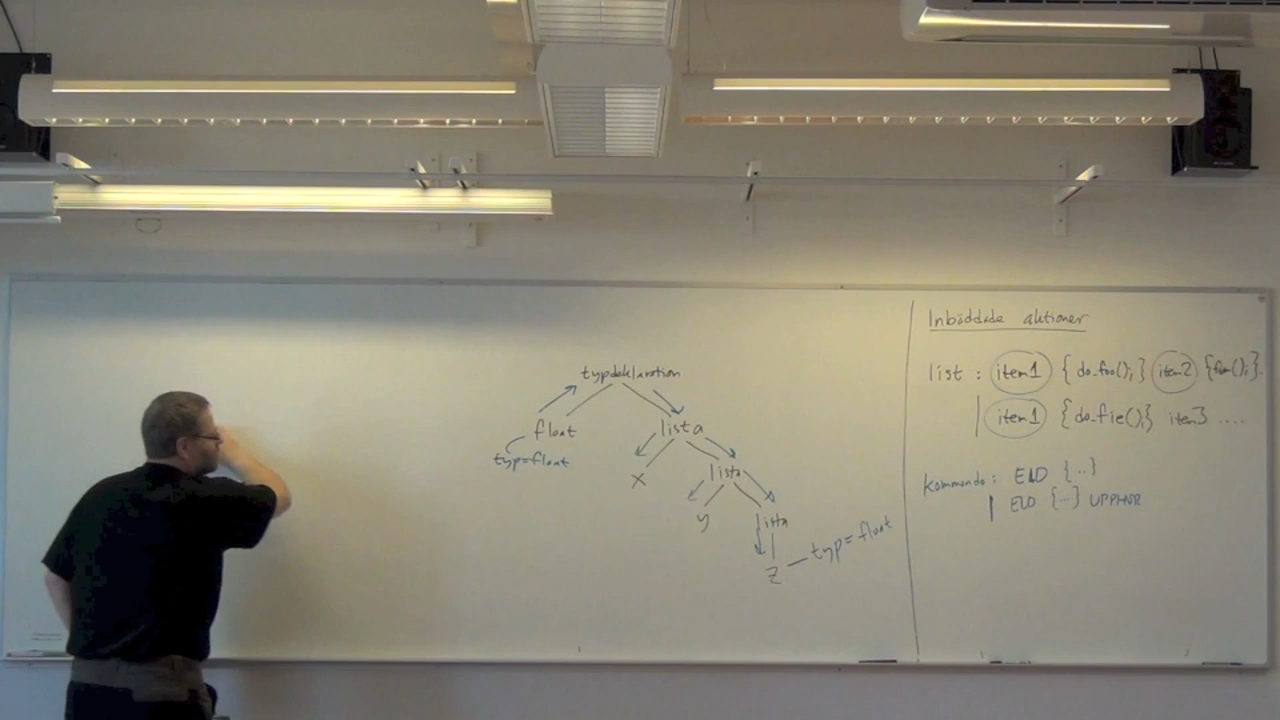 typdeklaration
float
lista
typ=float
x
lista
y
lista
z
typ=float
Inbäddade aktioner
list : item1 {do_foo();} item2 {fum();}.
| item1 {do_fie();} item3 ....
kommando: ELD {...}
| ELD {...} UPPHÖR